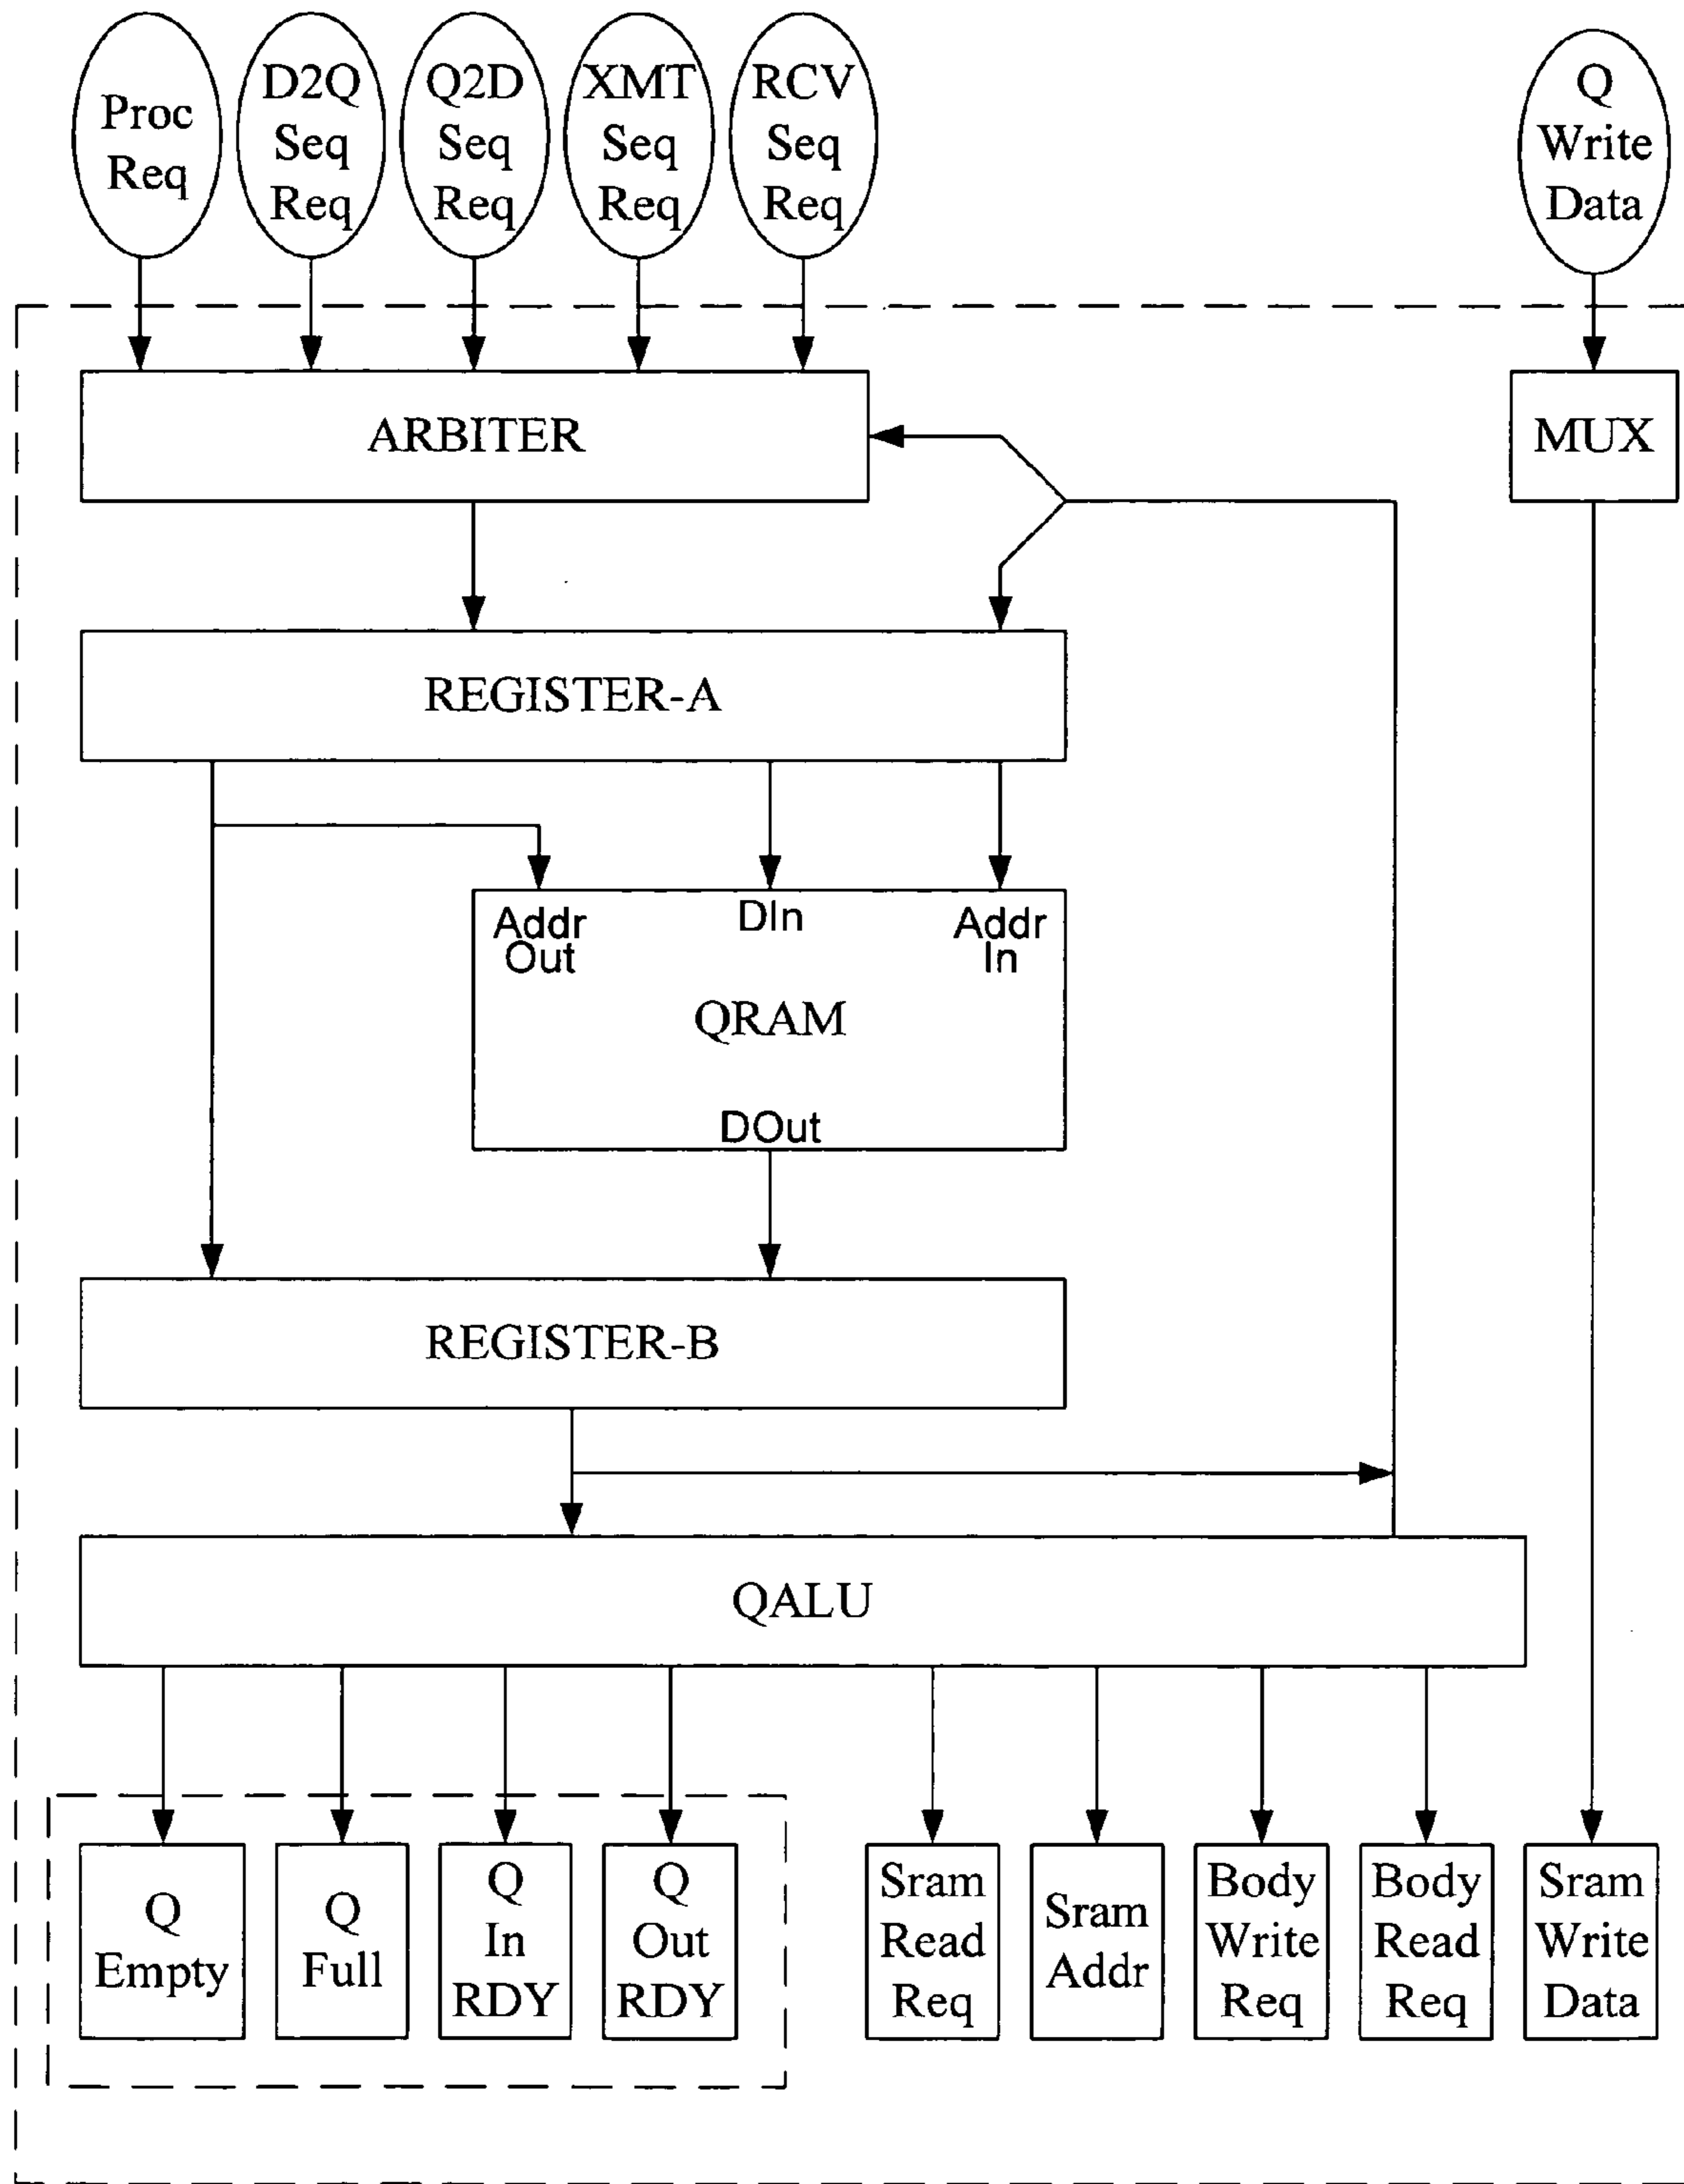 Proc
Req
D2Q
Seq
Req
Q2D
Seq
Req
XMT
Seq
Req
RCV
Seq
Req
Q
Write
Data
ARBITER
MUX
REGISTER-A
Addr
Out
DIn
Addr
In
QRAM
DOut
REGISTER-B
QALU
Q
Empty
Q
Full
Q
In
RDY
Q
Out
RDY
Sram
Read
Req
Sram
Addr
Body
Write
Req
Body
Read
Req
Sram
Write
Data